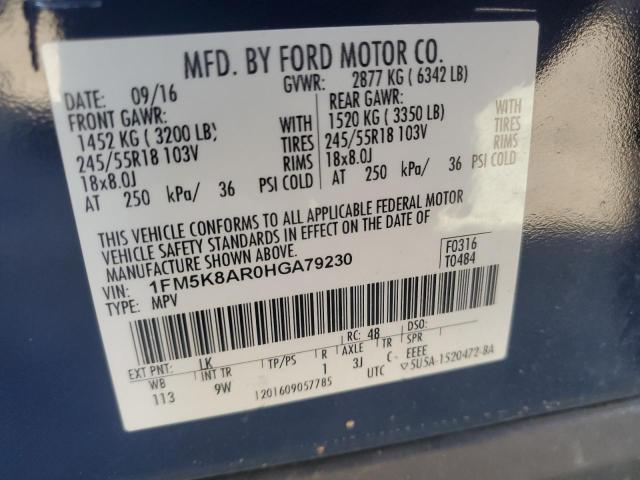 MFD. BY FORD MOTOR CO.
DATE: 09/16 GVWR: 2877 KG ( 6342 LB)
FRONT GAWR: REAR GAWR:
1452 KG ( 3200 LB) WITH 1520 KG ( 3350 LB) WITH
245/55R18 103V TIRES 245/55R18 103V TIRES
18x8.0J RIMS 18x8.0J RIMS
AT 250 kPa/ 36 PSI COLD AT 250 kPa/ 36 PSI COLD
THIS VEHICLE CONFORMS TO ALL APPLICABLE FEDERAL MOTOR
VEHICLE SAFETY STANDARDS IN EFFECT ON THE DATE OF
MANUFACTURE SHOWN ABOVE.
VIN: 1FM5K8AR0HGA79230 F0316
TYPE: MPV T0484
EXT PNT LK RC: 48 DSO:
WB INT TR TP/PS R AXLE TR SPR
113 9W 1 3J C- EEEE
1201609057785 UTC ▽5U5A-1520472-BA